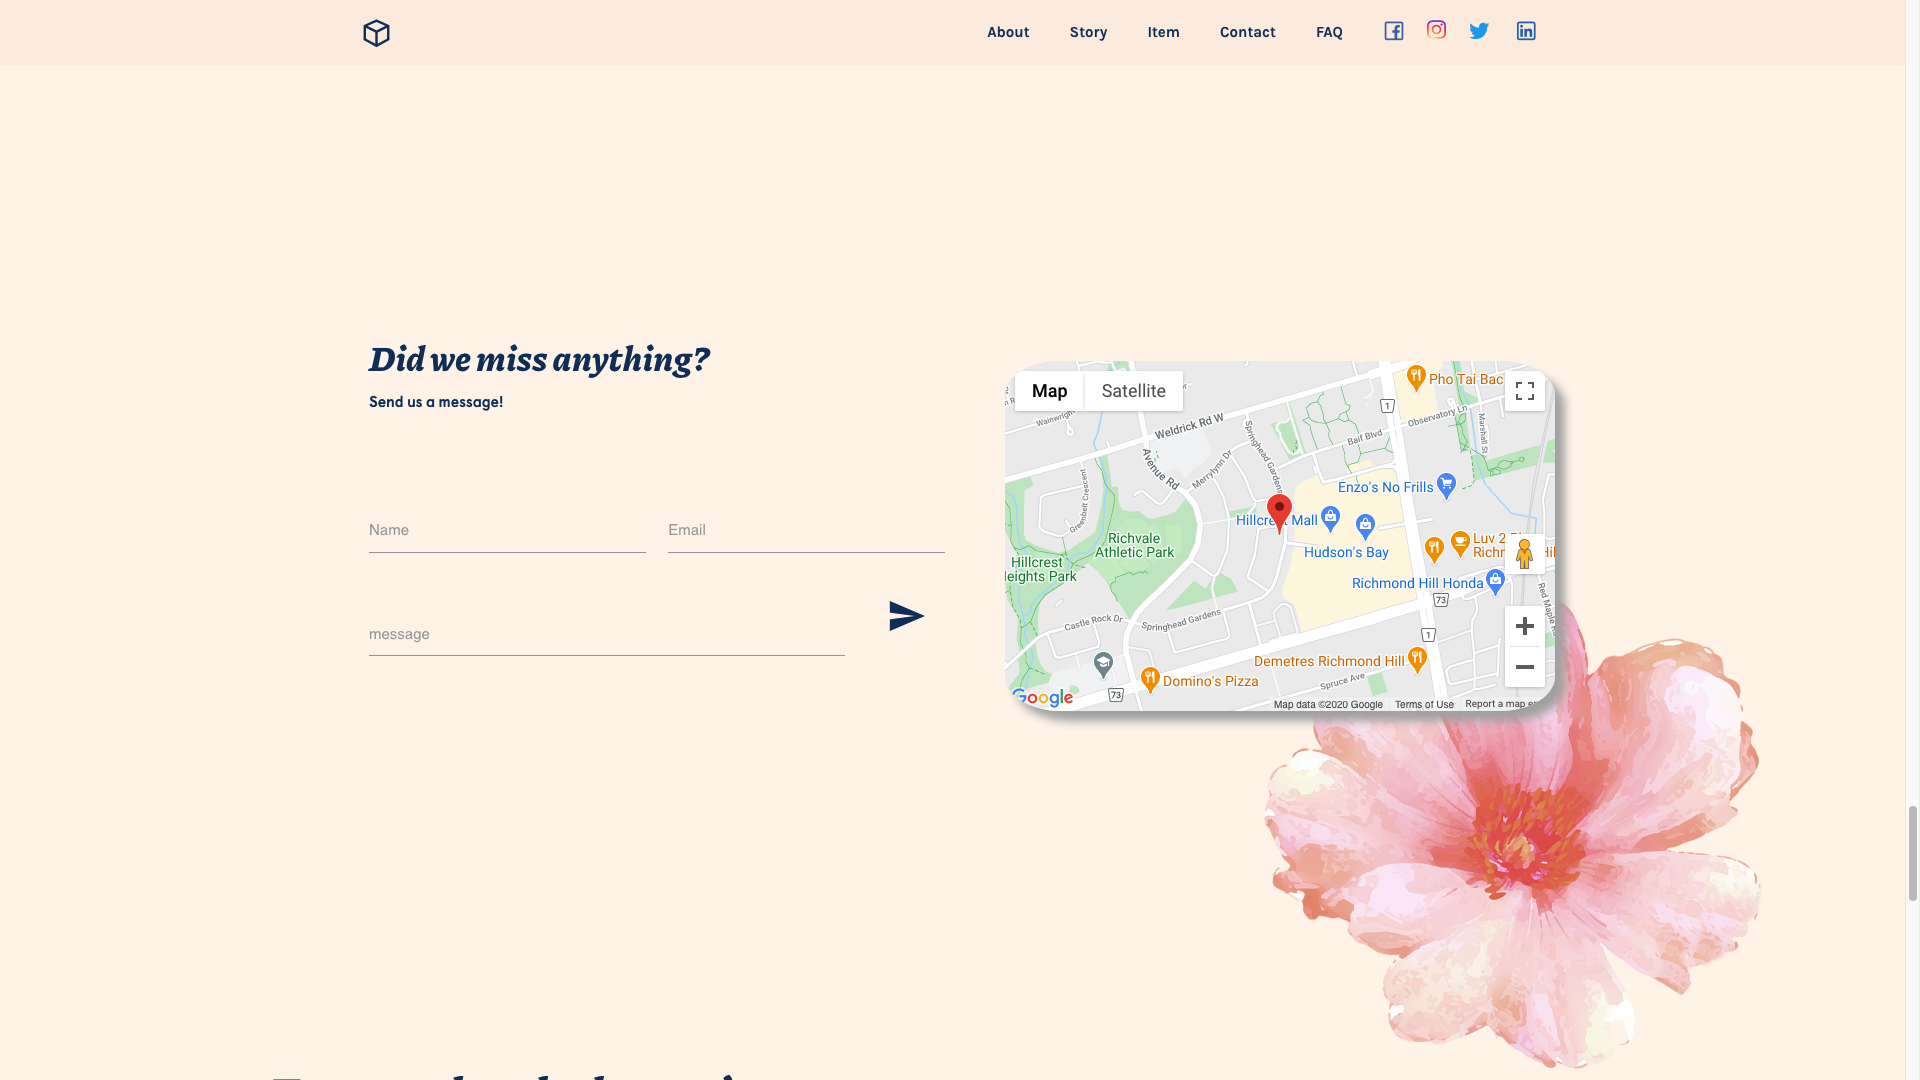 About Story Item Contact FAQ
Did we miss anything?
Send us a message!
Name
Email
message
Map
Satellite
Pho Tai Bac
1
Observatory Ln
Marshall St
Wainwright
Weldrick Rd W
Baif Blvd
Springhead Gardens
Avenue Rd
Merrylynn Dr
Greenbelt Crescent
Enzo's No Frills
Hillcrest Mall
Hudson's Bay
Luv 2
Richmond Hill Honda
Richvale
Athletic Park
Hillcrest
eights Park
73
Red Maple Rd
Castle Rock Dr
Springhead Gardens
1
Demetres Richmond Hill
Domino's Pizza
Spruce Ave
73
Google
Map data ©2020 Google
Terms of Use
Report a map er